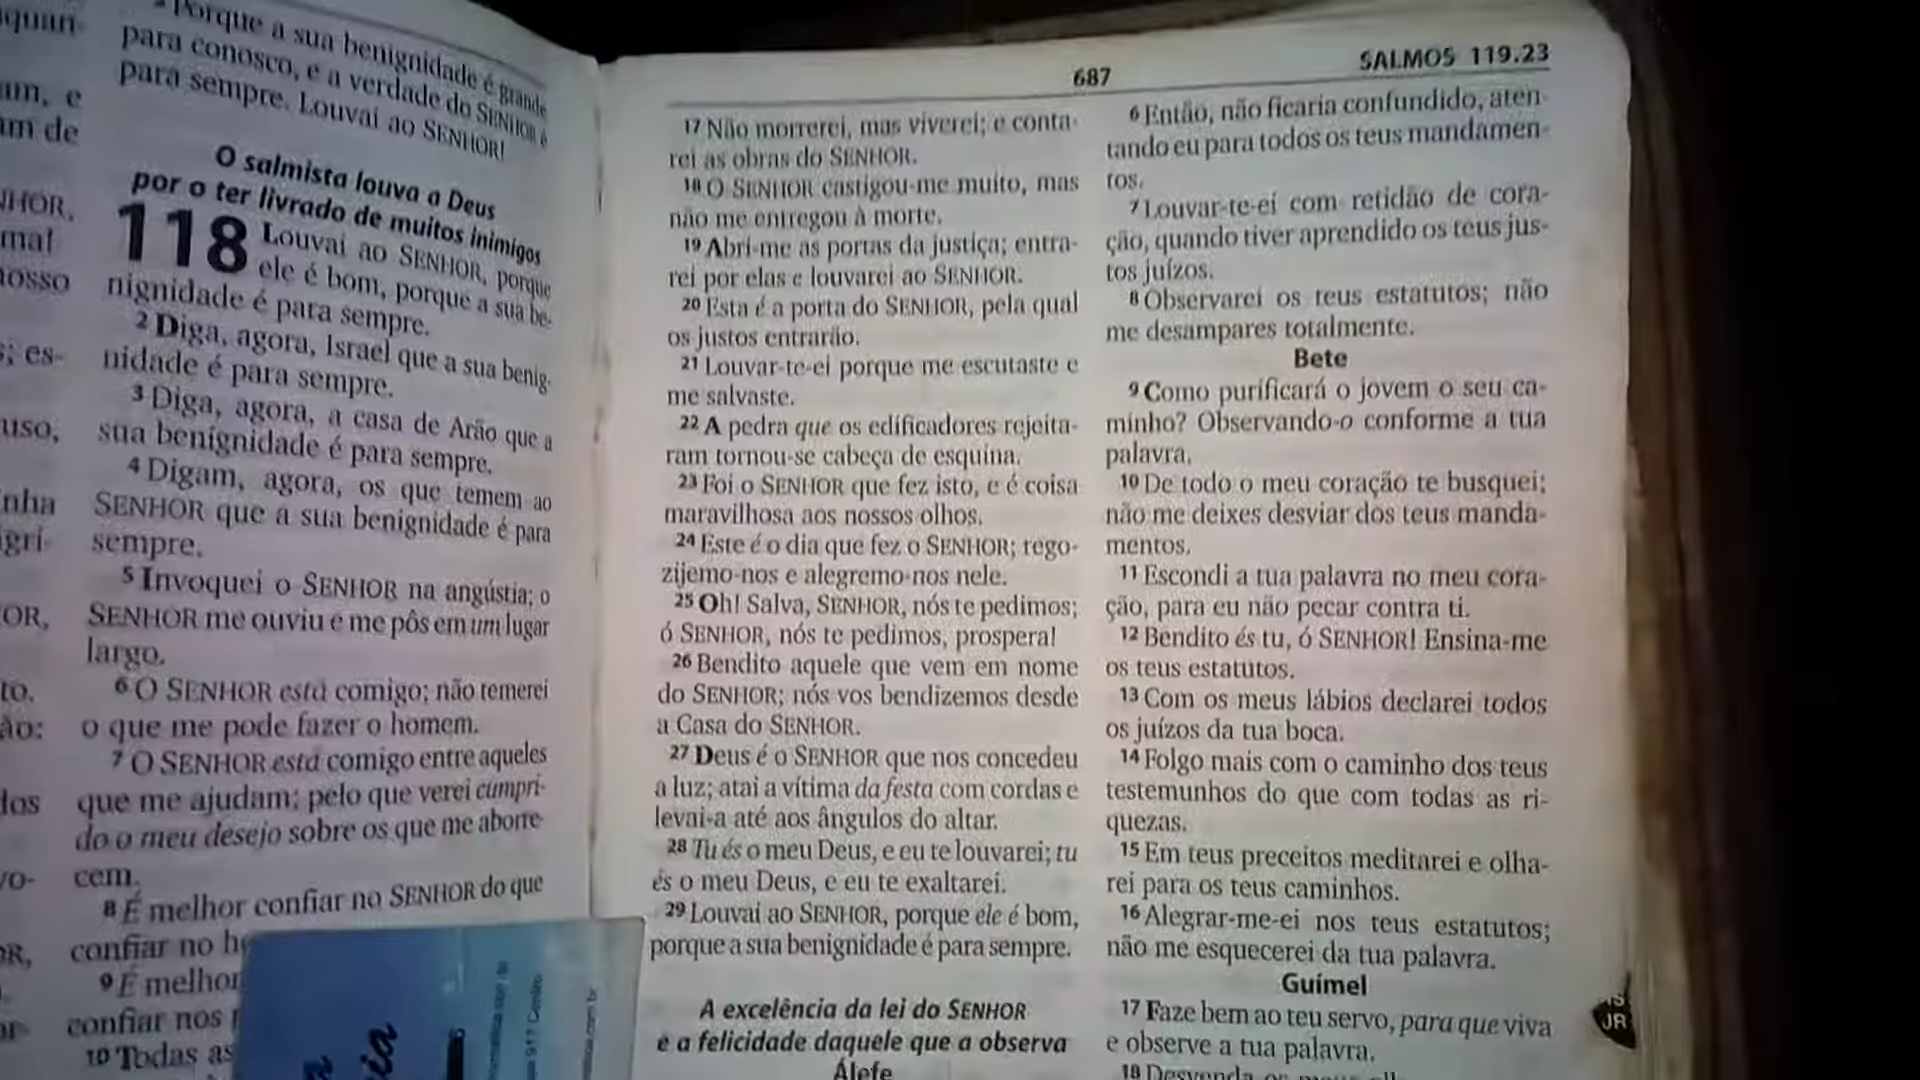 quan-
am, e
am de
NHOR,
mal
nosso
s; es-
uso,
inha
OR,
to.
ão:
dos
vo-
OR,
Porque a sua benignidade é grande
para conosco, e a verdade do SENHOR é
para sempre. Louvai ao SENHOR!
O salmista louva a Deus
por o ter livrado de muitos inimigos
118 Louvai ao SENHOR, porque
ele é bom, porque a sua be-
nignidade é para sempre.
2 Diga, agora, Israel que a sua benig-
nidade é para sempre.
3 Diga, agora, a casa de Arão que a
sua benignidade é para sempre.
4 Digam, agora, os que temem ao
SENHOR que a sua benignidade é para
sempre.
5 Invoquei o SENHOR na angústia; o
SENHOR me ouviu e me pôs em um lugar
largo.
6 O SENHOR está comigo; não temerei
o que me pode fazer o homem.
7 O SENHOR está comigo entre aqueles
que me ajudam; pelo que verei cumpri-
do o meu desejo sobre os que me aborre-
cem.
8 É melhor confiar no SENHOR do que
confiar no
9 É melhor
confiar nos
10 Todas as
687
SALMOS 119.23
17 Não morrerei, mas viverei; e conta-
rei as obras do SENHOR.
18 O SENHOR castigou-me muito, mas
não me entregou à morte.
19 Abri-me as portas da justiça; entra-
rei por elas e louvarei ao SENHOR.
20 Esta é a porta do SENHOR, pela qual
os justos entrarão.
21 Louvar-te-ei porque me escutaste e
me salvaste.
22 A pedra que os edificadores rejeita-
ram tornou-se cabeça de esquina.
23 Foi o SENHOR que fez isto, e é coisa
maravilhosa aos nossos olhos.
24 Este é o dia que fez o SENHOR; rego-
zijemo-nos e alegremo-nos nele.
25 Oh! Salva, SENHOR, nós te pedimos;
ó SENHOR, nós te pedimos, prospera!
26 Bendito aquele que vem em nome
do SENHOR; nós vos bendizemos desde
a Casa do SENHOR.
27 Deus é o SENHOR que nos concedeu
a luz; atai a vítima da festa com cordas e
levai-a até aos ângulos do altar.
28 Tu és o meu Deus, e eu te louvarei; tu
és o meu Deus, e eu te exaltarei.
29 Louvai ao SENHOR, porque ele é bom,
porque a sua benignidade é para sempre.
A excelência da lei do SENHOR
e a felicidade daquele que a observa
Álefe
6 Então, não ficaria confundido, aten-
tando eu para todos os teus mandamen-
tos.
7 Louvar-te-ei com retidão de cora-
ção, quando tiver aprendido os teus jus-
tos juízos.
8 Observarei os teus estatutos; não
me desampares totalmente.
Bete
9 Como purificará o jovem o seu ca-
minho? Observando-o conforme a tua
palavra.
10 De todo o meu coração te busquei;
não me deixes desviar dos teus manda-
mentos.
11 Escondi a tua palavra no meu cora-
ção, para eu não pecar contra ti.
12 Bendito és tu, ó SENHOR! Ensina-me
os teus estatutos.
13 Com os meus lábios declarei todos
os juízos da tua boca.
14 Folgo mais com o caminho dos teus
testemunhos do que com todas as ri-
quezas.
15 Em teus preceitos meditarei e olha-
rei para os teus caminhos.
16 Alegrar-me-ei nos teus estatutos;
não me esquecerei da tua palavra.
Guímel
17 Faze bem ao teu servo, para que viva
e observe a tua palavra.
18 Desvenda os meus
JR
917 Centro